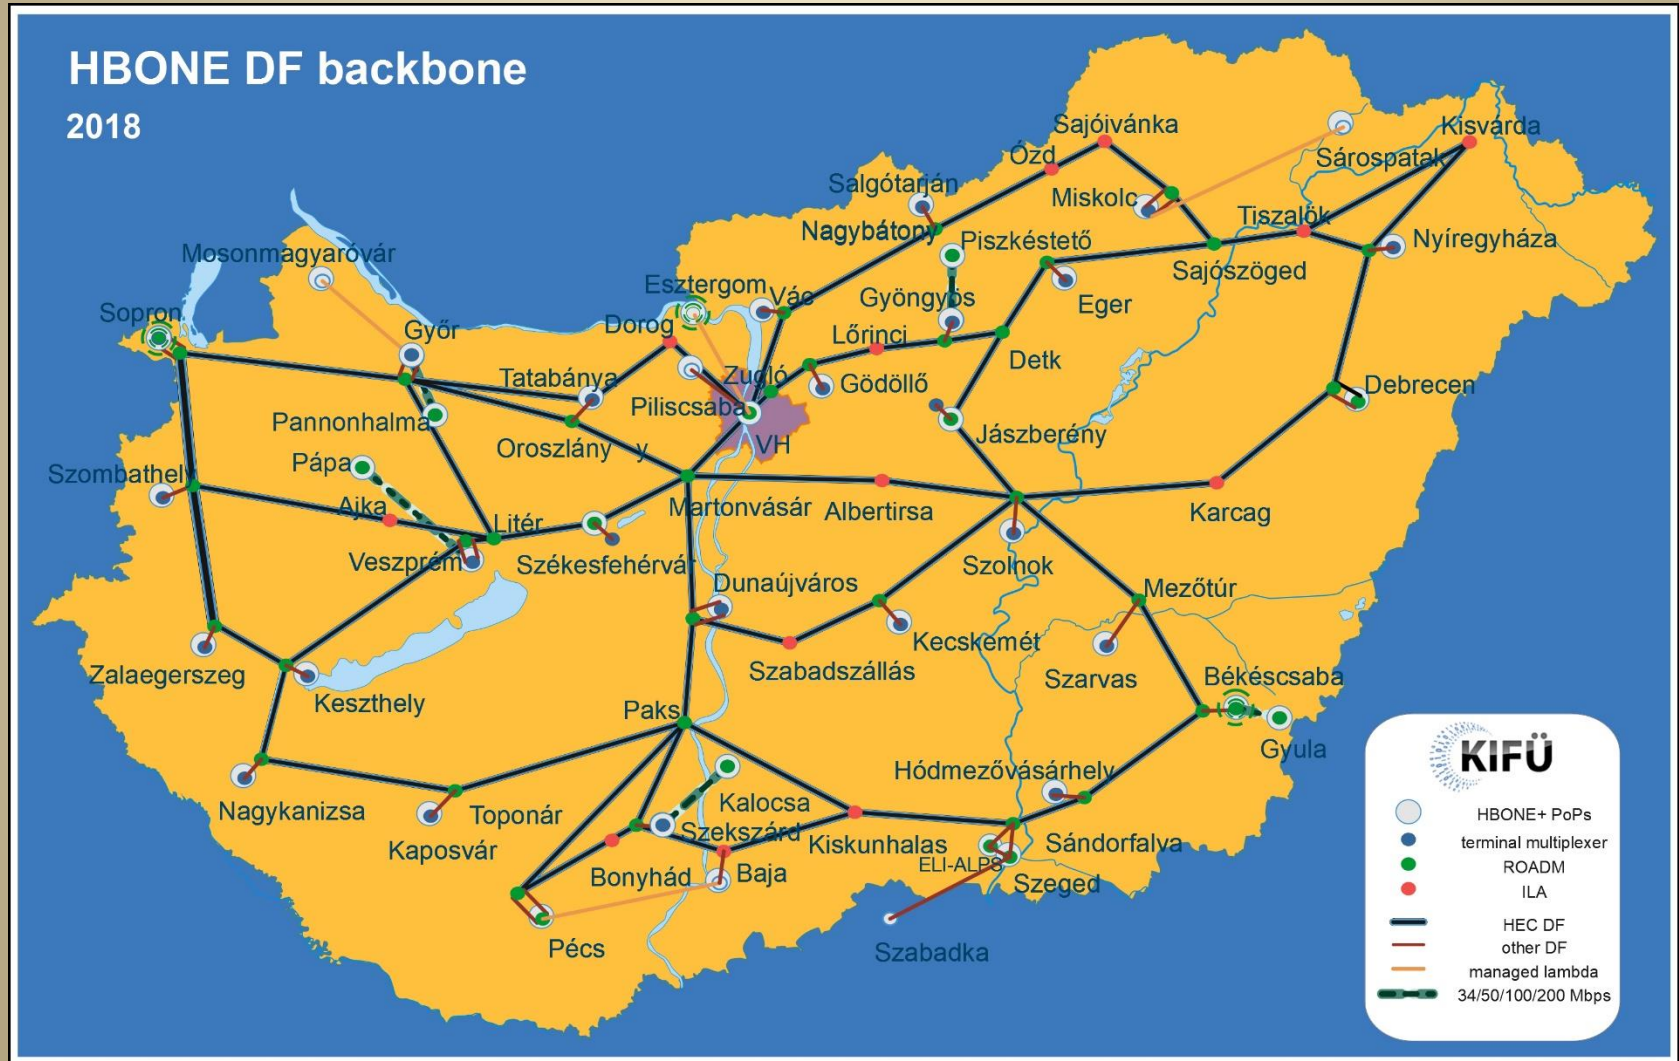 HBONE DF backbone
2018
Sajóivánka
Ózd
Kisvárda
Sárospatak
Salgótarján
Miskolc
Tiszalök
Nagybátony
Piszkéstető
Nyíregyháza
Mosonmagyaróvár
Sajószöged
Esztergom
Vác
Gyöngyös
Eger
Sopron
Győr
Dorog
Lőrinci
Detk
Tatabánya
Zugló
Gödöllő
Debrecen
Piliscsaba
Pannonhalma
Oroszlány y
VH
Jászberény
Pápa
Szombathely
Ajka
Litér
Martonvásár
Albertirsa
Karcag
Veszprém
Székesfehérvár
Szolnok
Dunaújváros
Mezőtúr
Kecskemét
Zalaegerszeg
Szabadszállás
Szarvas
Békéscsaba
Keszthely
Paks
Gyula
Hódmezővásárhely
Nagykanizsa
Toponár
Kalocsa
Szekszárd
Kaposvár
Kiskunhalas
Sándorfalva
ELI-ALPS
Bonyhád
Baja
Szeged
Pécs
Szabadka
KIFÜ
HBONE+ PoPs
terminal multiplexer
ROADM
ILA
HEC DF
other DF
managed lambda
34/50/100/200 Mbps